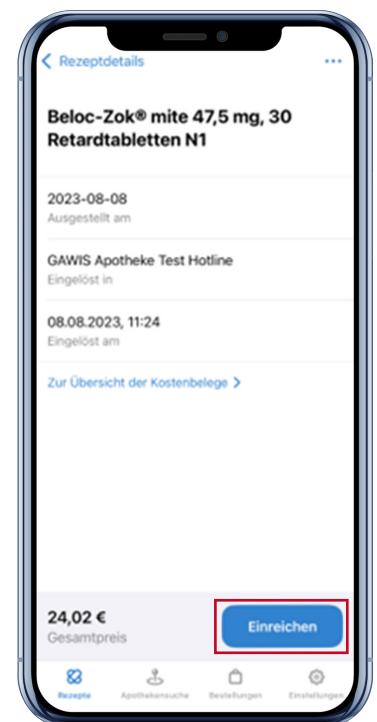 Rezeptdetails
Beloc-Zok® mite 47,5 mg, 30
Retardtabletten N1
2023-08-08
Ausgestellt am
GAWIS Apotheke Test Hotline
Eingelöst in
08.08.2023, 11:24
Eingelöst am
Zur Übersicht der Kostenbelege
24,02 €
Gesamtpreis
Einreichen
Rezepte
Apothekensuche
Bestellungen
Einstellungen